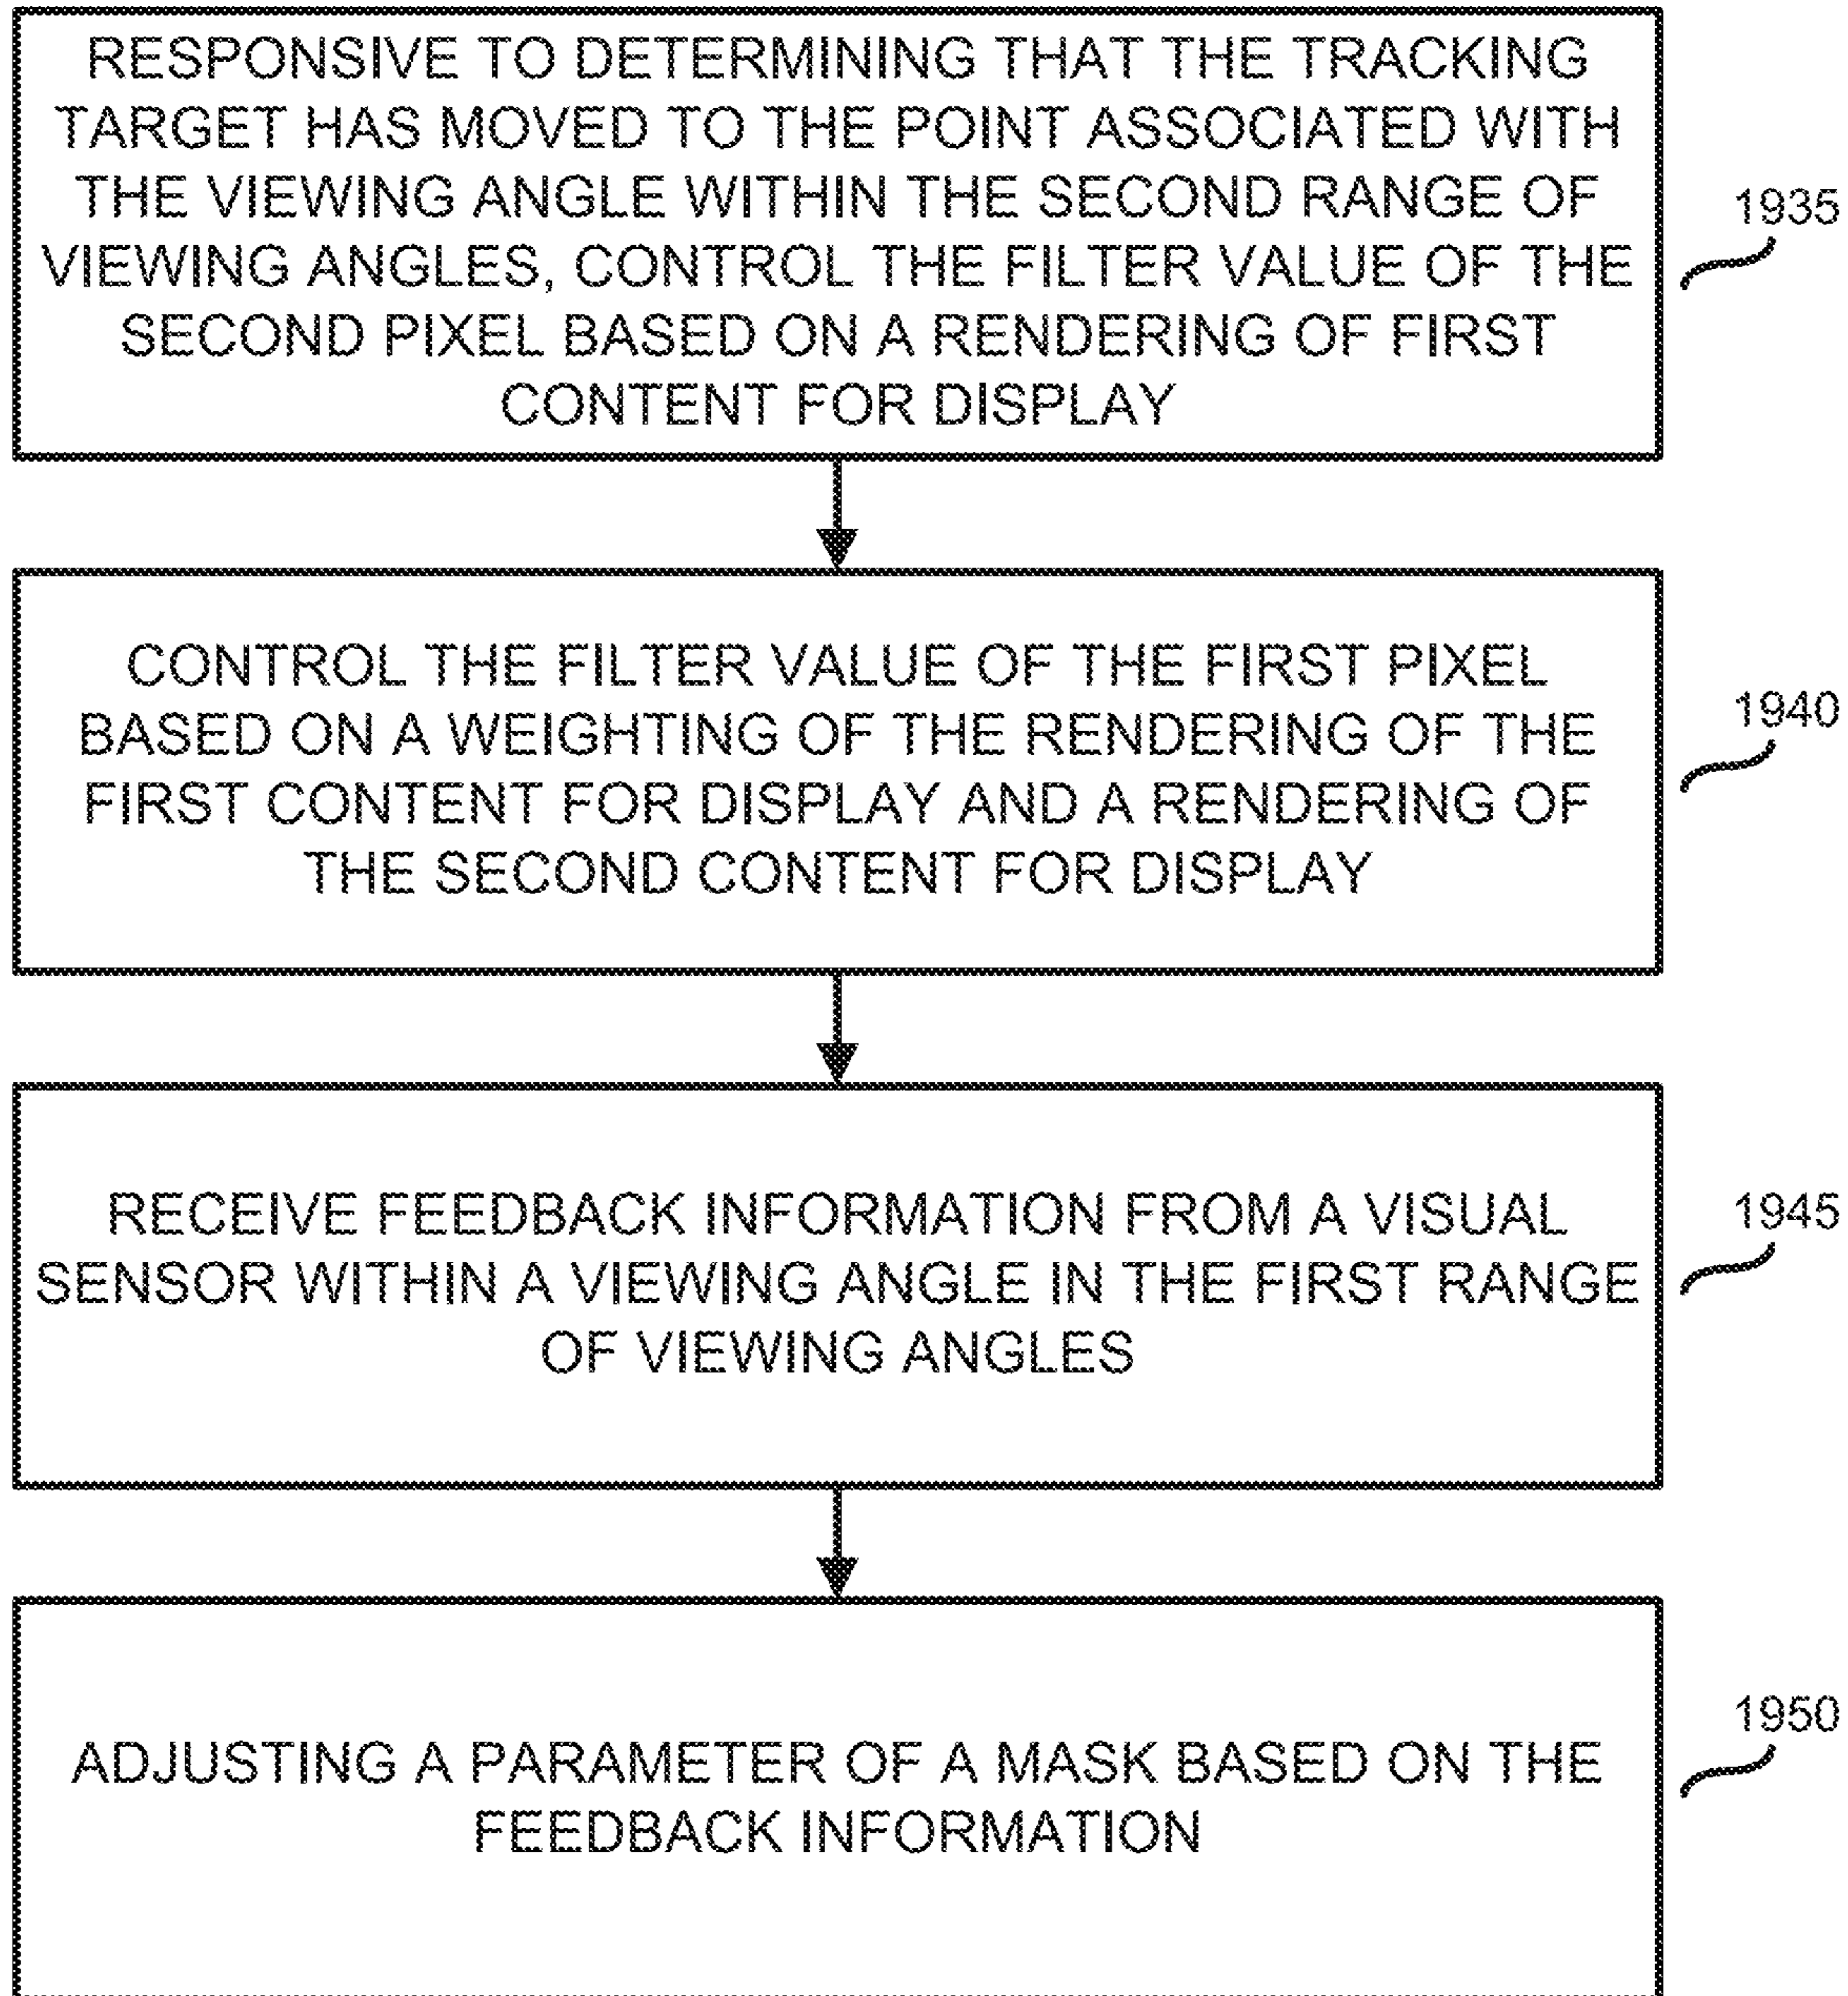 RESPONSIVE TO DETERMINING THAT THE TRACKING
TARGET HAS MOVED TO THE POINT ASSOCIATED WITH
THE VIEWING ANGLE WITHIN THE SECOND RANGE OF
VIEWING ANGLES, CONTROL THE FILTER VALUE OF THE
SECOND PIXEL BASED ON A RENDERING OF FIRST
CONTENT FOR DISPLAY
1935
CONTROL THE FILTER VALUE OF THE FIRST PIXEL
BASED ON A WEIGHTING OF THE RENDERING OF THE
FIRST CONTENT FOR DISPLAY AND A RENDERING OF
THE SECOND CONTENT FOR DISPLAY
1940
RECEIVE FEEDBACK INFORMATION FROM A VISUAL
SENSOR WITHIN A VIEWING ANGLE IN THE FIRST RANGE
OF VIEWING ANGLES
1945
ADJUSTING A PARAMETER OF A MASK BASED ON THE
FEEDBACK INFORMATION
1950